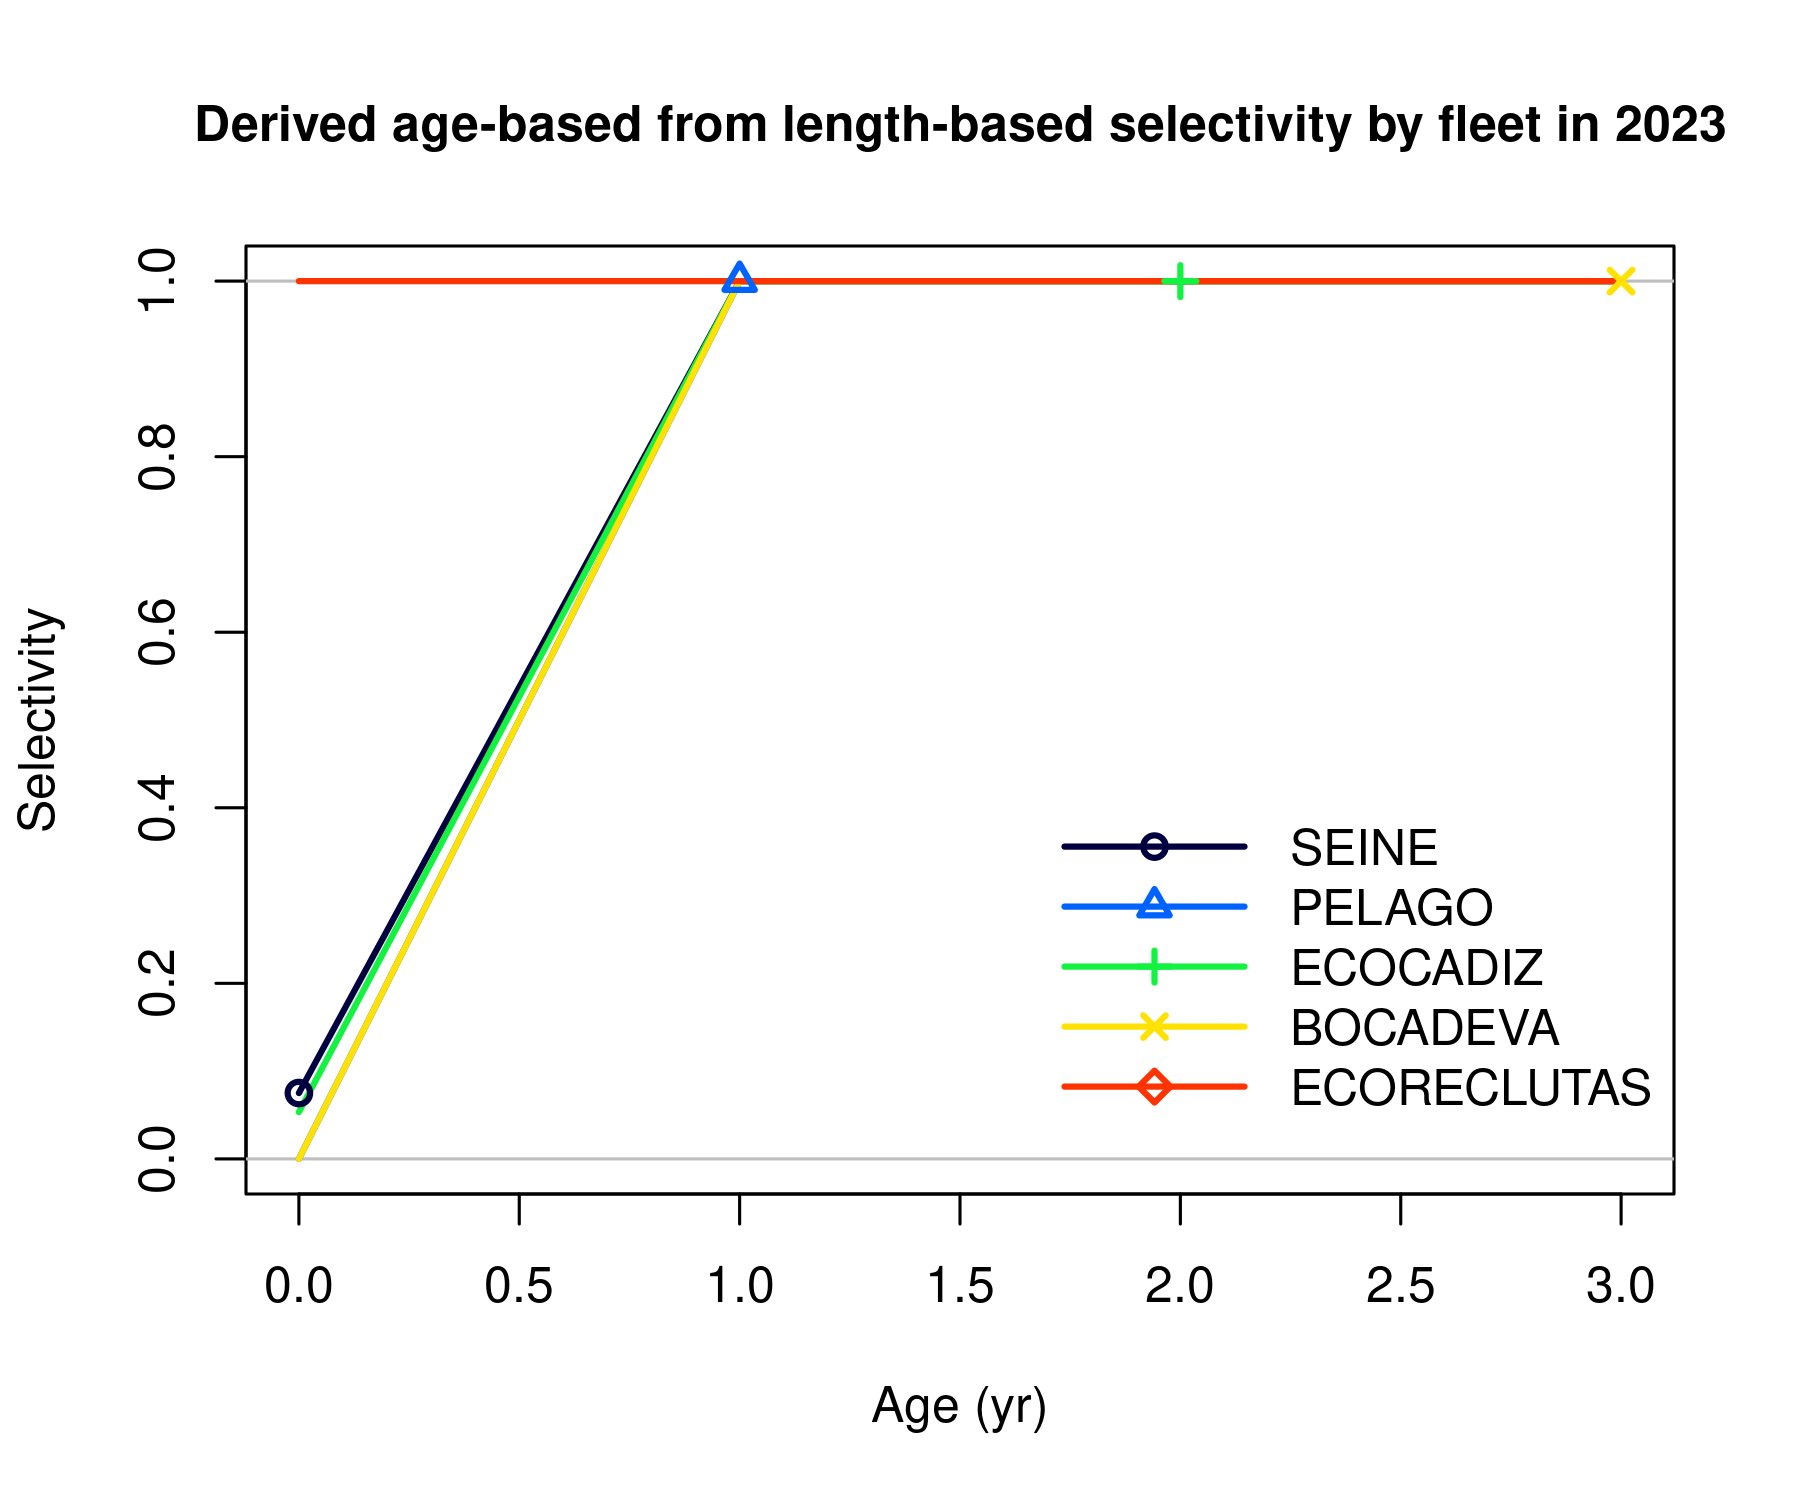 Derived age-based from length-based selectivity by fleet in 2023
Selectivity
1.0
0.8
0.6
0.4
0.2
0.0
SEINE
PELAGO
ECOCADIZ
BOCADEVA
ECORECLUTAS
0.0 0.5 1.0 1.5 2.0 2.5 3.0
Age (yr)